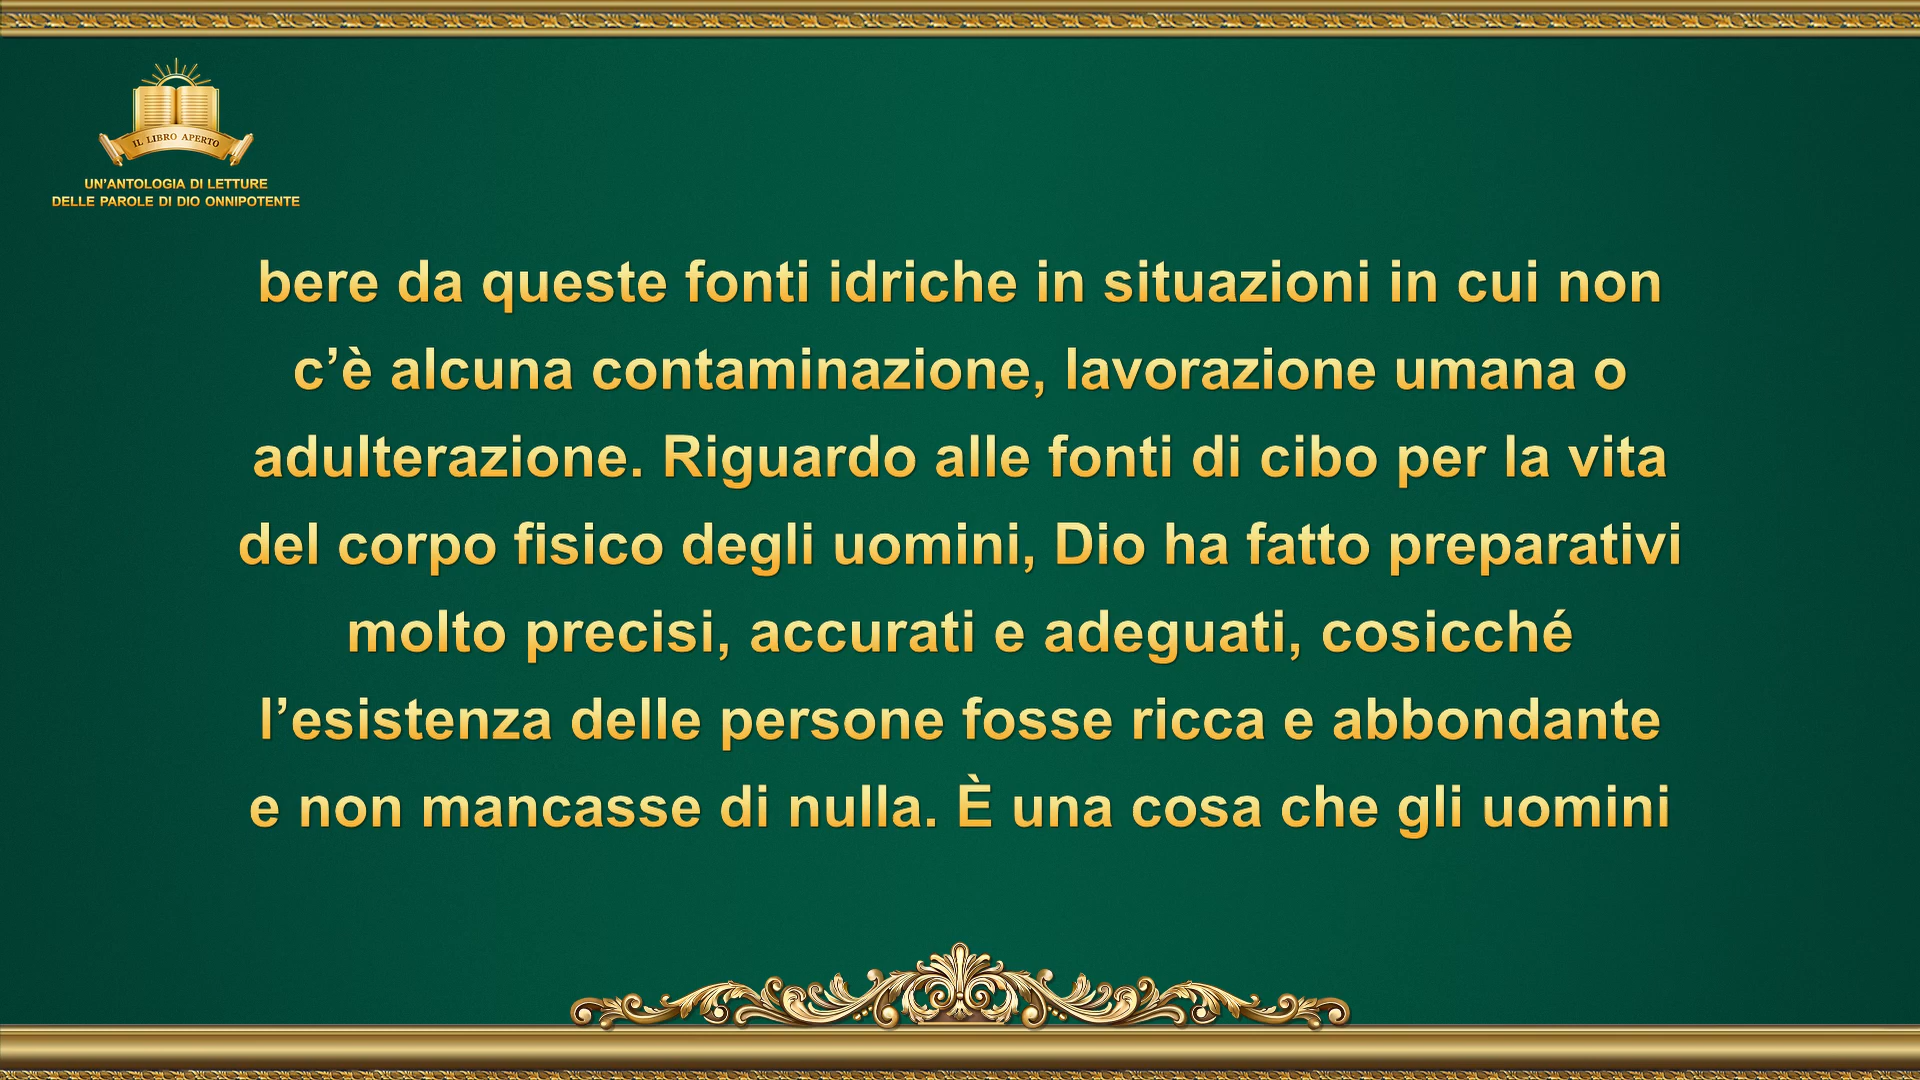 IL LIBRO APERTO
UN’ANTOLOGIA DI LETTURE
DELLE PAROLE DI DIO ONNIPOTENTE
bere da queste fonti idriche in situazioni in cui non
c’è alcuna contaminazione, lavorazione umana o
adulterazione. Riguardo alle fonti di cibo per la vita
del corpo fisico degli uomini, Dio ha fatto preparativi
molto precisi, accurati e adeguati, cosicché
l’esistenza delle persone fosse ricca e abbondante
e non mancasse di nulla. È una cosa che gli uomini